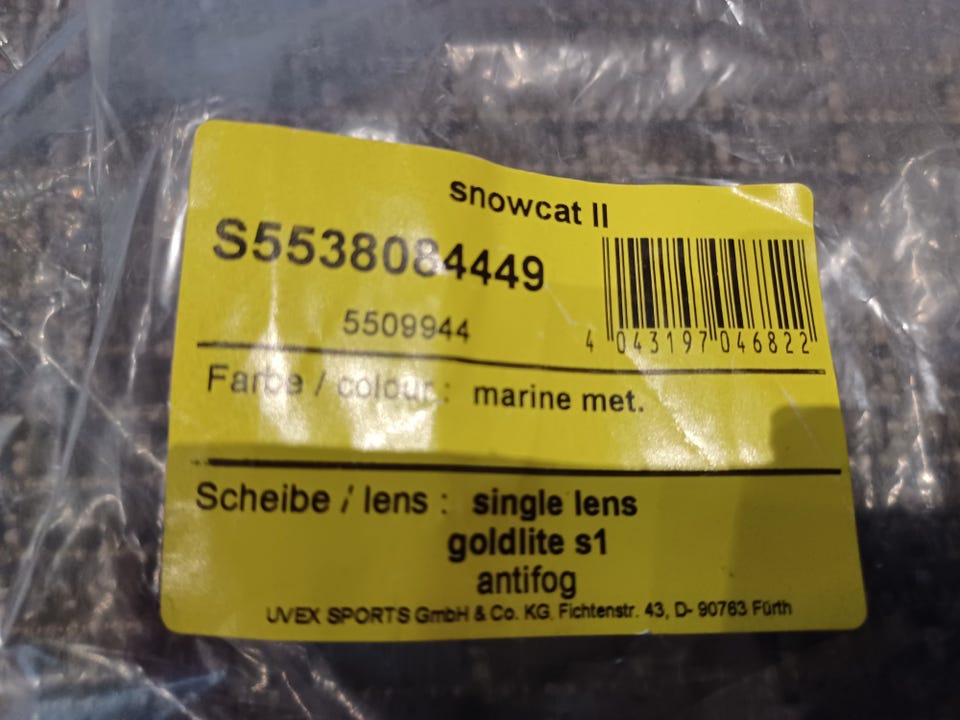 snowcat II
S5538084449
5509944
4 043197 046822
Farbe / colour : marine met.
Scheibe / lens : single lens
goldlite s1
antifog
UVEX SPORTS GmbH & Co. KG, Fichtenstr. 43, D- 90763 Fürth